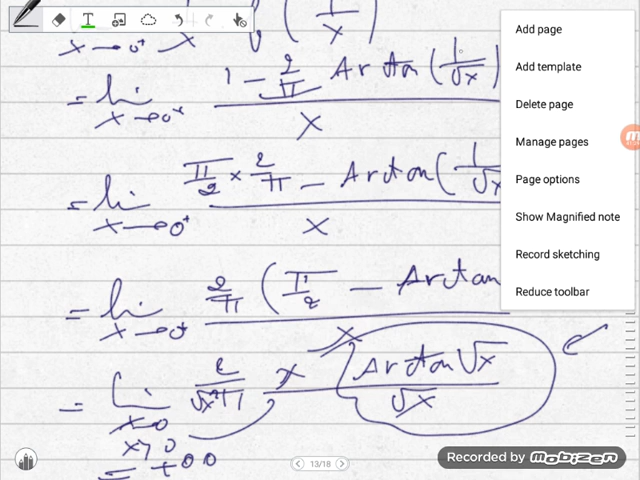 Add page
Add template
Delete page
Manage pages
Page options
Show Magnified note
Record sketching
Reduce toolbar
x → 0⁺ x ( 1/x )
= lim x → 0⁺ (1 − 2/π Arctan (1/√x)) / x
= lim x → 0⁺ (π/2 × 2/π − Arctan (1/√x)) / x
= lim x → 0⁺ 2/π (π/2 − Arctan / x
= lim x → 0 x > 0 × Arctan √x / √x
= +∞
13/18
Recorded by MOBIZEN